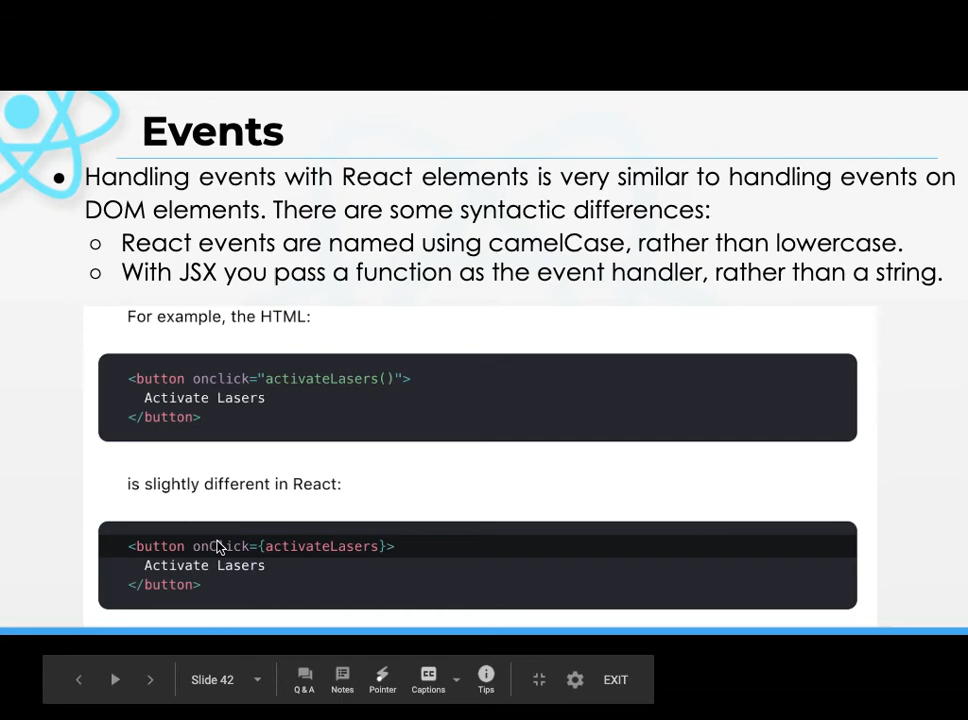 Events
● Handling events with React elements is very similar to handling events on
DOM elements. There are some syntactic differences:
○ React events are named using camelCase, rather than lowercase.
○ With JSX you pass a function as the event handler, rather than a string.
For example, the HTML:
<button onclick="activateLasers()">
Activate Lasers
</button>
is slightly different in React:
<button onClick={activateLasers}>
Activate Lasers
</button>
Slide 42
Q & A
Notes
Pointer
CC
Captions
Tips
EXIT